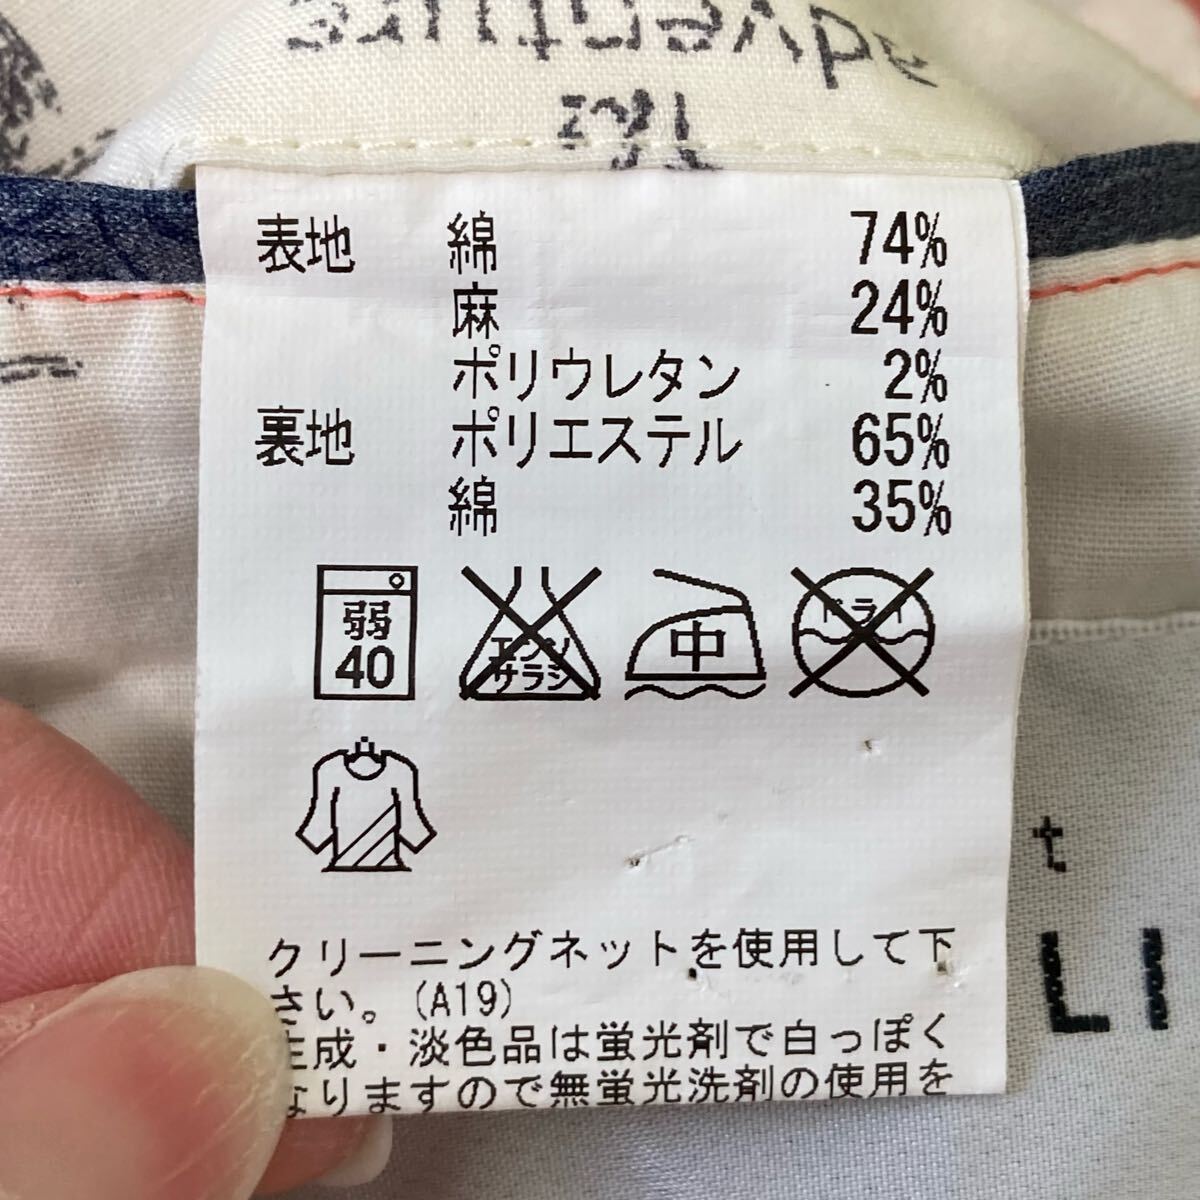 adventure
表地 綿 74%
麻 24%
ポリウレタン 2%
裏地 ポリエステル 65%
綿 35%
弱 40
エンソサラシ
中
ドライ
クリーニングネットを使用して下
さい。(A19)
生成・淡色品は蛍光剤で白っぽく
なりますので無蛍光洗剤の使用を
t
LI